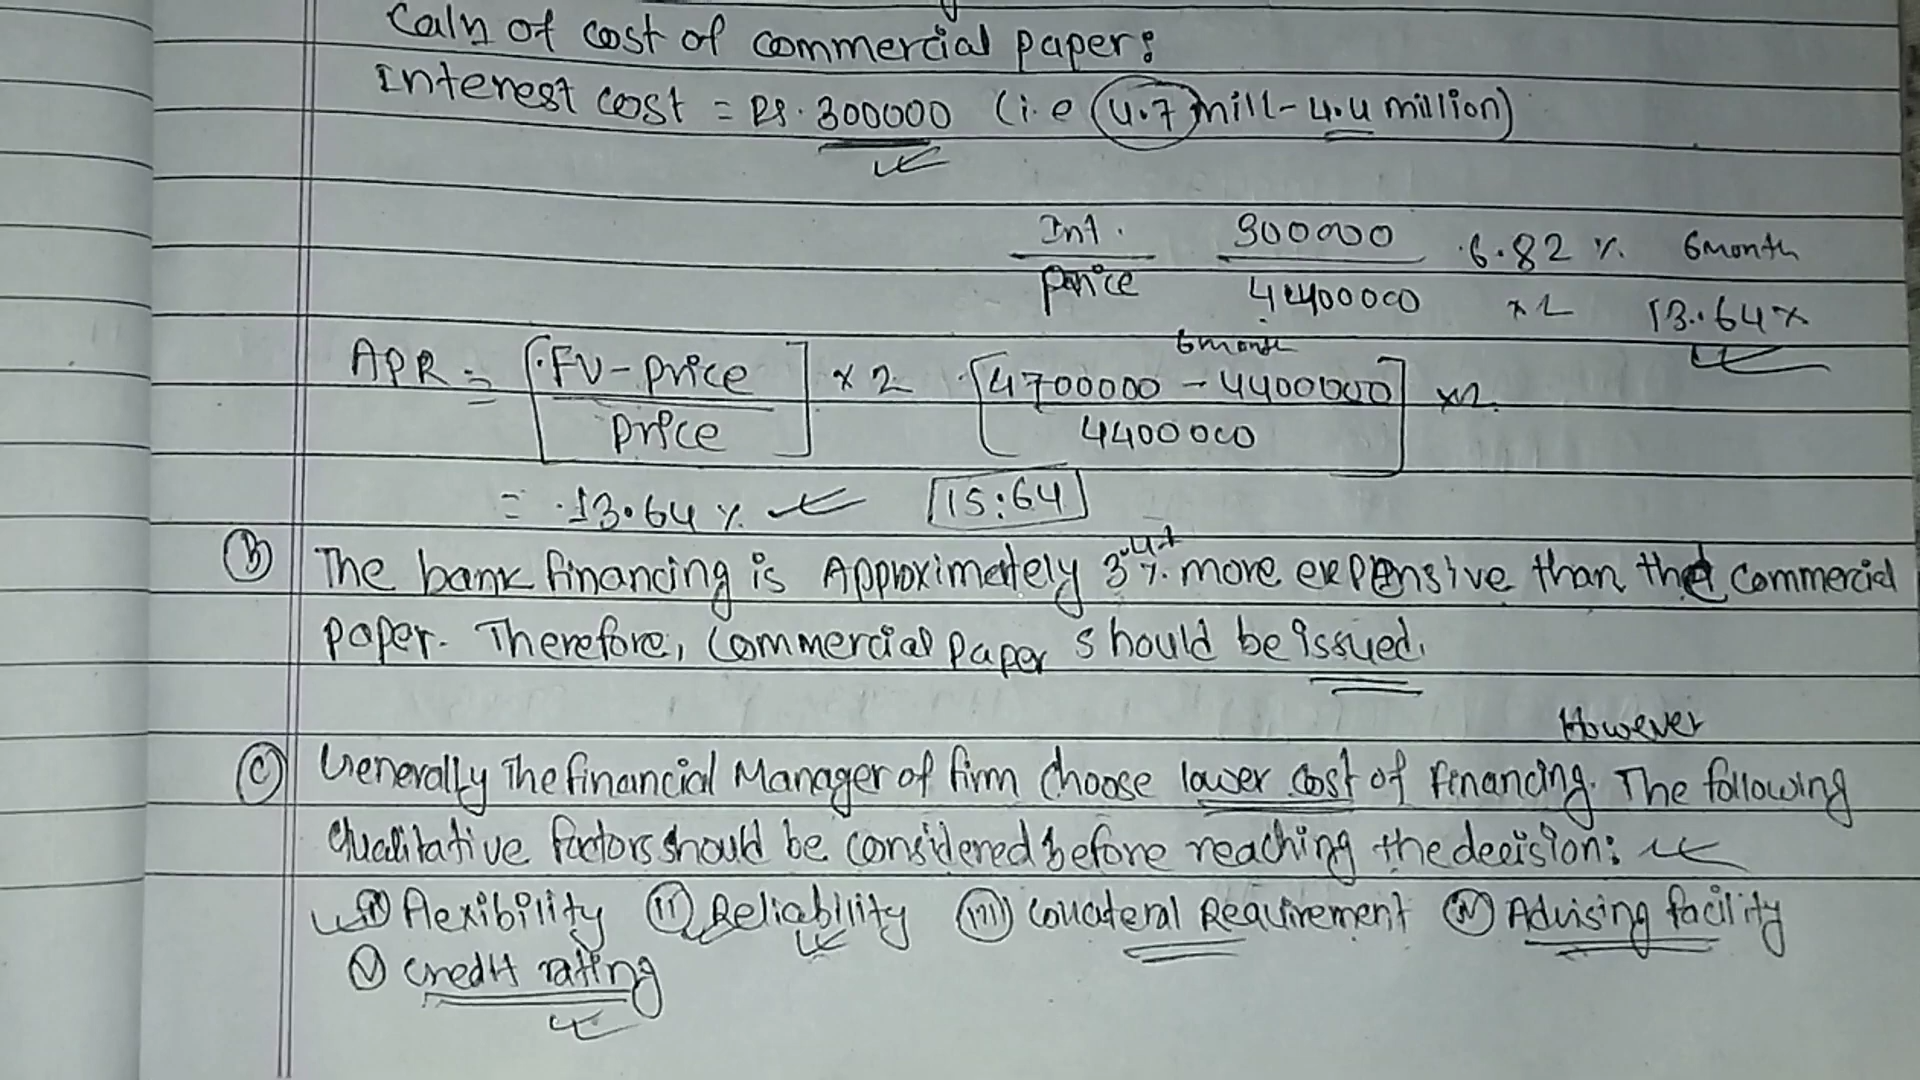 Caln of cost of commercial paper:
Interest cost = Rs. 300000 (i.e 4.7 mill - 4.4 million)
Int. 300000 6.82 % 6month
price 4400000 x2 13.64%
6month
APR = [FV - price / price] x 2 [4700000 - 4400000 / 4400000] x2
= 13.64 % [15:64]
(b) The bank financing is Approximately 3% more expensive than the commercial
paper. Therefore, Commercial paper should be issued.
However
(c) Generally The financial Manager of firm choose lower cost of financing. The following
qualitative factors should be considered before reaching the decision:
(i) flexibility (ii) Reliability (iii) Collateral Requirement (iv) Advising facility
(v) credit rating